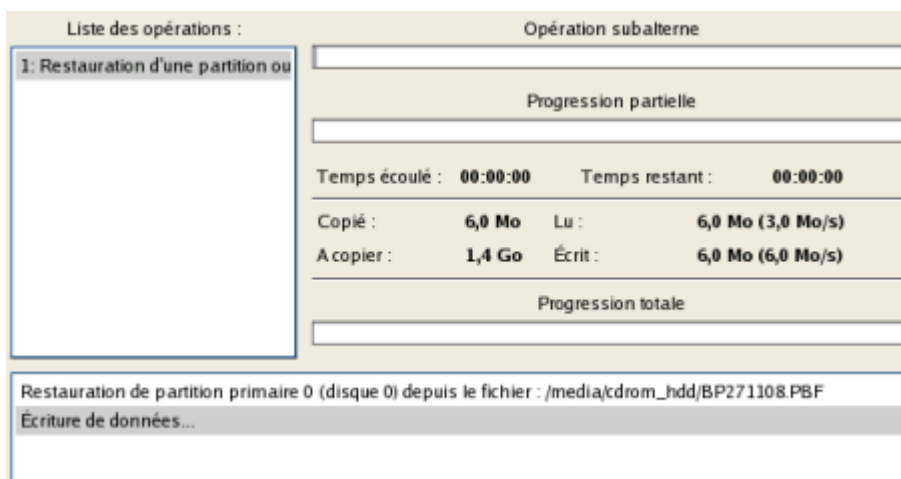 Liste des opérations :
1: Restauration d'une partition ou
Opération subalterne
Progression partielle
Temps écoulé : 00:00:00 Temps restant : 00:00:00
Copié : 6,0 Mo Lu : 6,0 Mo (3,0 Mo/s)
A copier : 1,4 Go Écrit : 6,0 Mo (6,0 Mo/s)
Progression totale
Restauration de partition primaire 0 (disque 0) depuis le fichier : /media/cdrom_hdd/BP271108.PBF
Écriture de données...